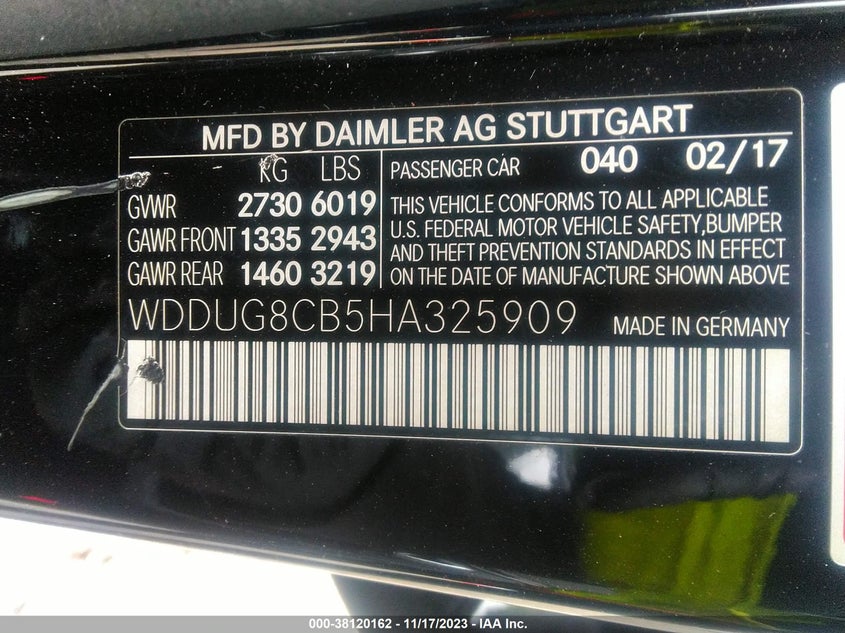 MFD BY DAIMLER AG STUTTGART
KG LBS
GVWR 2730 6019
GAWR FRONT 1335 2943
GAWR REAR 1460 3219
PASSENGER CAR 040 02/17
THIS VEHICLE CONFORMS TO ALL APPLICABLE
U.S. FEDERAL MOTOR VEHICLE SAFETY,BUMPER
AND THEFT PREVENTION STANDARDS IN EFFECT
ON THE DATE OF MANUFACTURE SHOWN ABOVE
WDDUG8CB5HA325909 MADE IN GERMANY
000-38120162 - 11/17/2023 - IAA Inc.